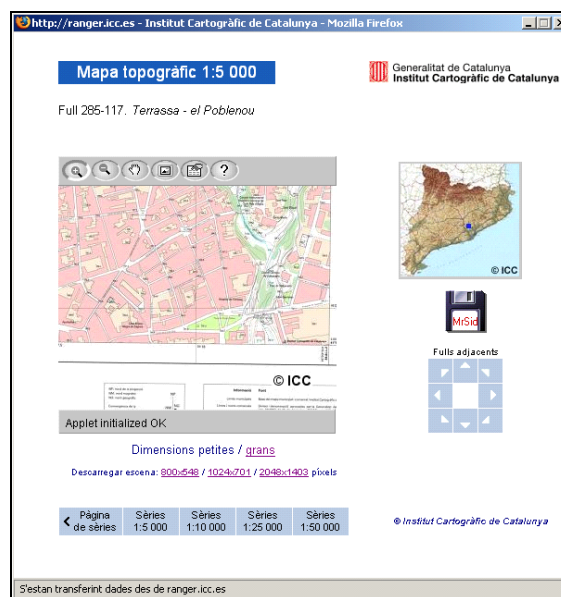 http://ranger.icc.es - Institut Cartogràfic de Catalunya - Mozilla Firefox
Mapa topogràfic 1:5 000
Generalitat de Catalunya
Institut Cartogràfic de Catalunya
Full 285-117. Terrassa - el Poblenou
?
© ICC
MrSid
Fulls adjacents
© ICC
Applet initialized OK
Dimensions petites / grans
Descarregar escena: 800x548 / 1024x701 / 2048x1403 píxels
Pàgina de sèries
Sèries 1:5 000
Sèries 1:10 000
Sèries 1:25 000
Sèries 1:50 000
© Institut Cartogràfic de Catalunya
S'estan transferint dades des de ranger.icc.es